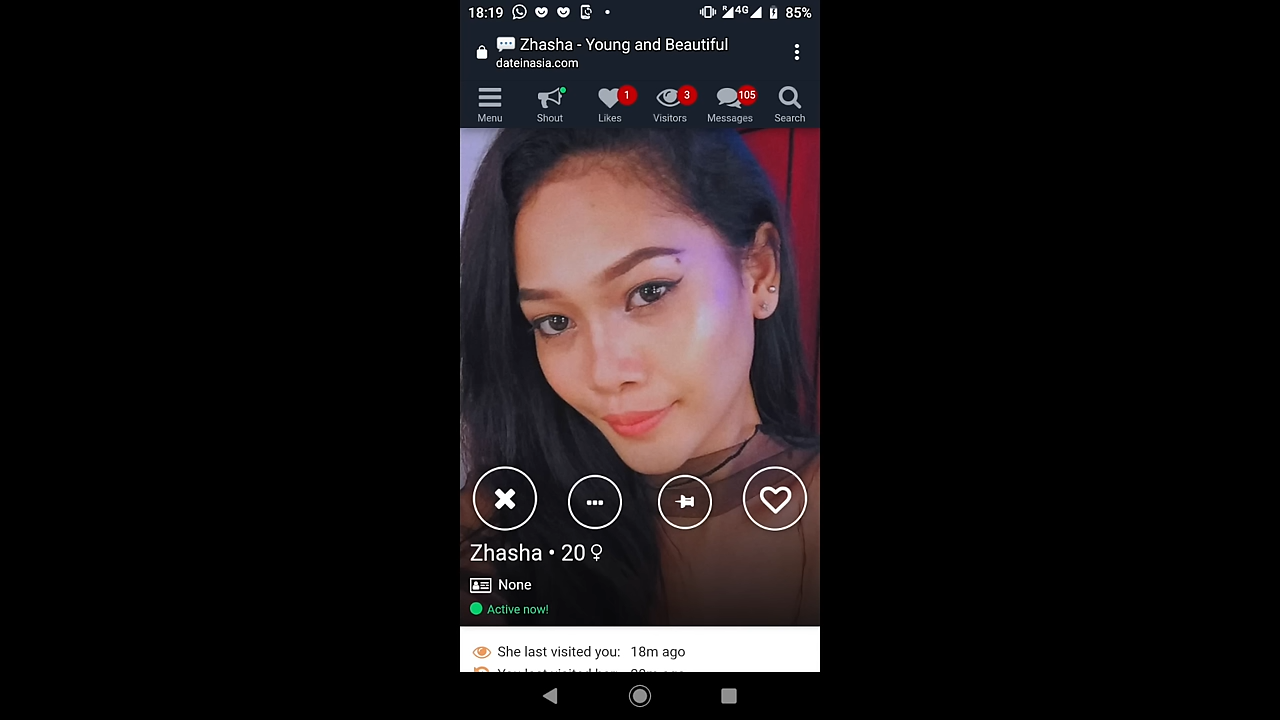 18:19
R 4G 85%
💬 Zhasha - Young and Beautiful
dateinasia.com
1
3
105
Menu
Shout
Likes
Visitors
Messages
Search
Zhasha • 20 ♀
None
Active now!
She last visited you: 18m ago